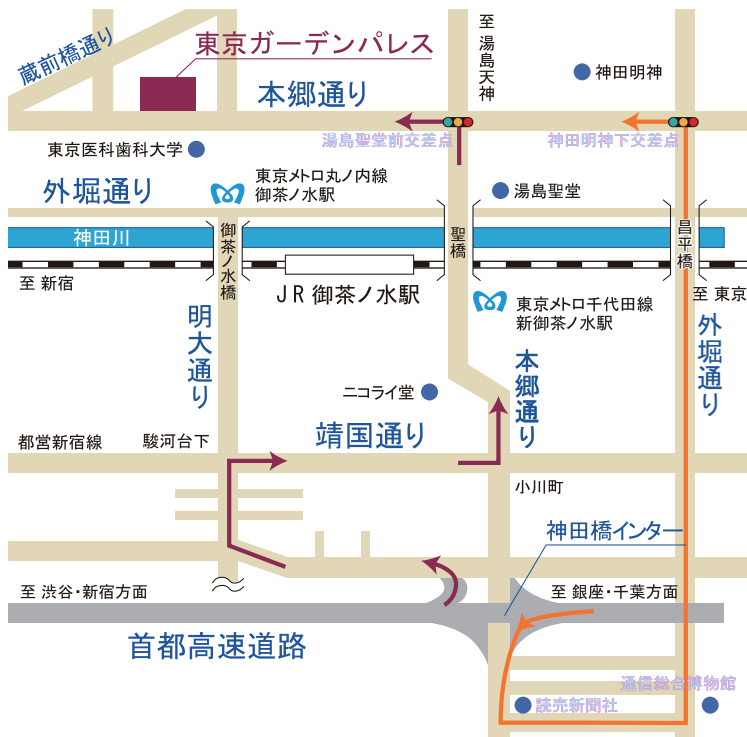 蔵前橋通り
東京ガーデンパレス
至 湯島天神
神田明神
本郷通り
湯島聖堂前交差点
神田明神下交差点
東京医科歯科大学
東京メトロ丸ノ内線
御茶ノ水駅
湯島聖堂
外堀通り
神田川
御茶ノ水橋
聖橋
昌平橋
至 新宿
JR 御茶ノ水駅
至 東京
東京メトロ千代田線
新御茶ノ水駅
明大通り
本郷通り
外堀通り
ニコライ堂
靖国通り
都営新宿線
駿河台下
小川町
神田橋インター
至 渋谷・新宿方面
至 銀座・千葉方面
首都高速道路
逓信総合博物館
読売新聞社